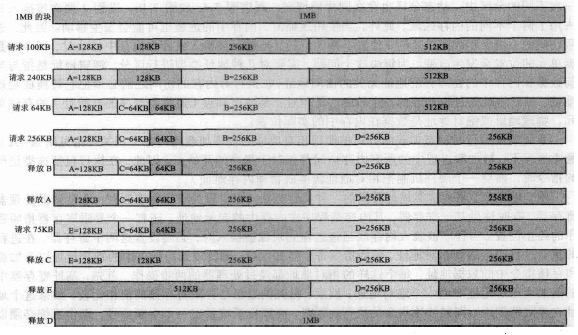 1MB的块 1MB
请求 100KB A=128KB 128KB 256KB 512KB
请求 240KB A=128KB 128KB B=256KB 512KB
请求 64KB A=128KB C=64KB 64KB B=256KB 512KB
请求 256KB A=128KB C=64KB 64KB B=256KB D=256KB 256KB
释放 B A=128KB C=64KB 64KB 256KB D=256KB 256KB
释放 A 128KB C=64KB 64KB 256KB D=256KB 256KB
请求 75KB E=128KB C=64KB 64KB 256KB D=256KB 256KB
释放 C E=128KB 128KB 256KB D=256KB 256KB
释放 E 512KB D=256KB 256KB
释放 D 1MB